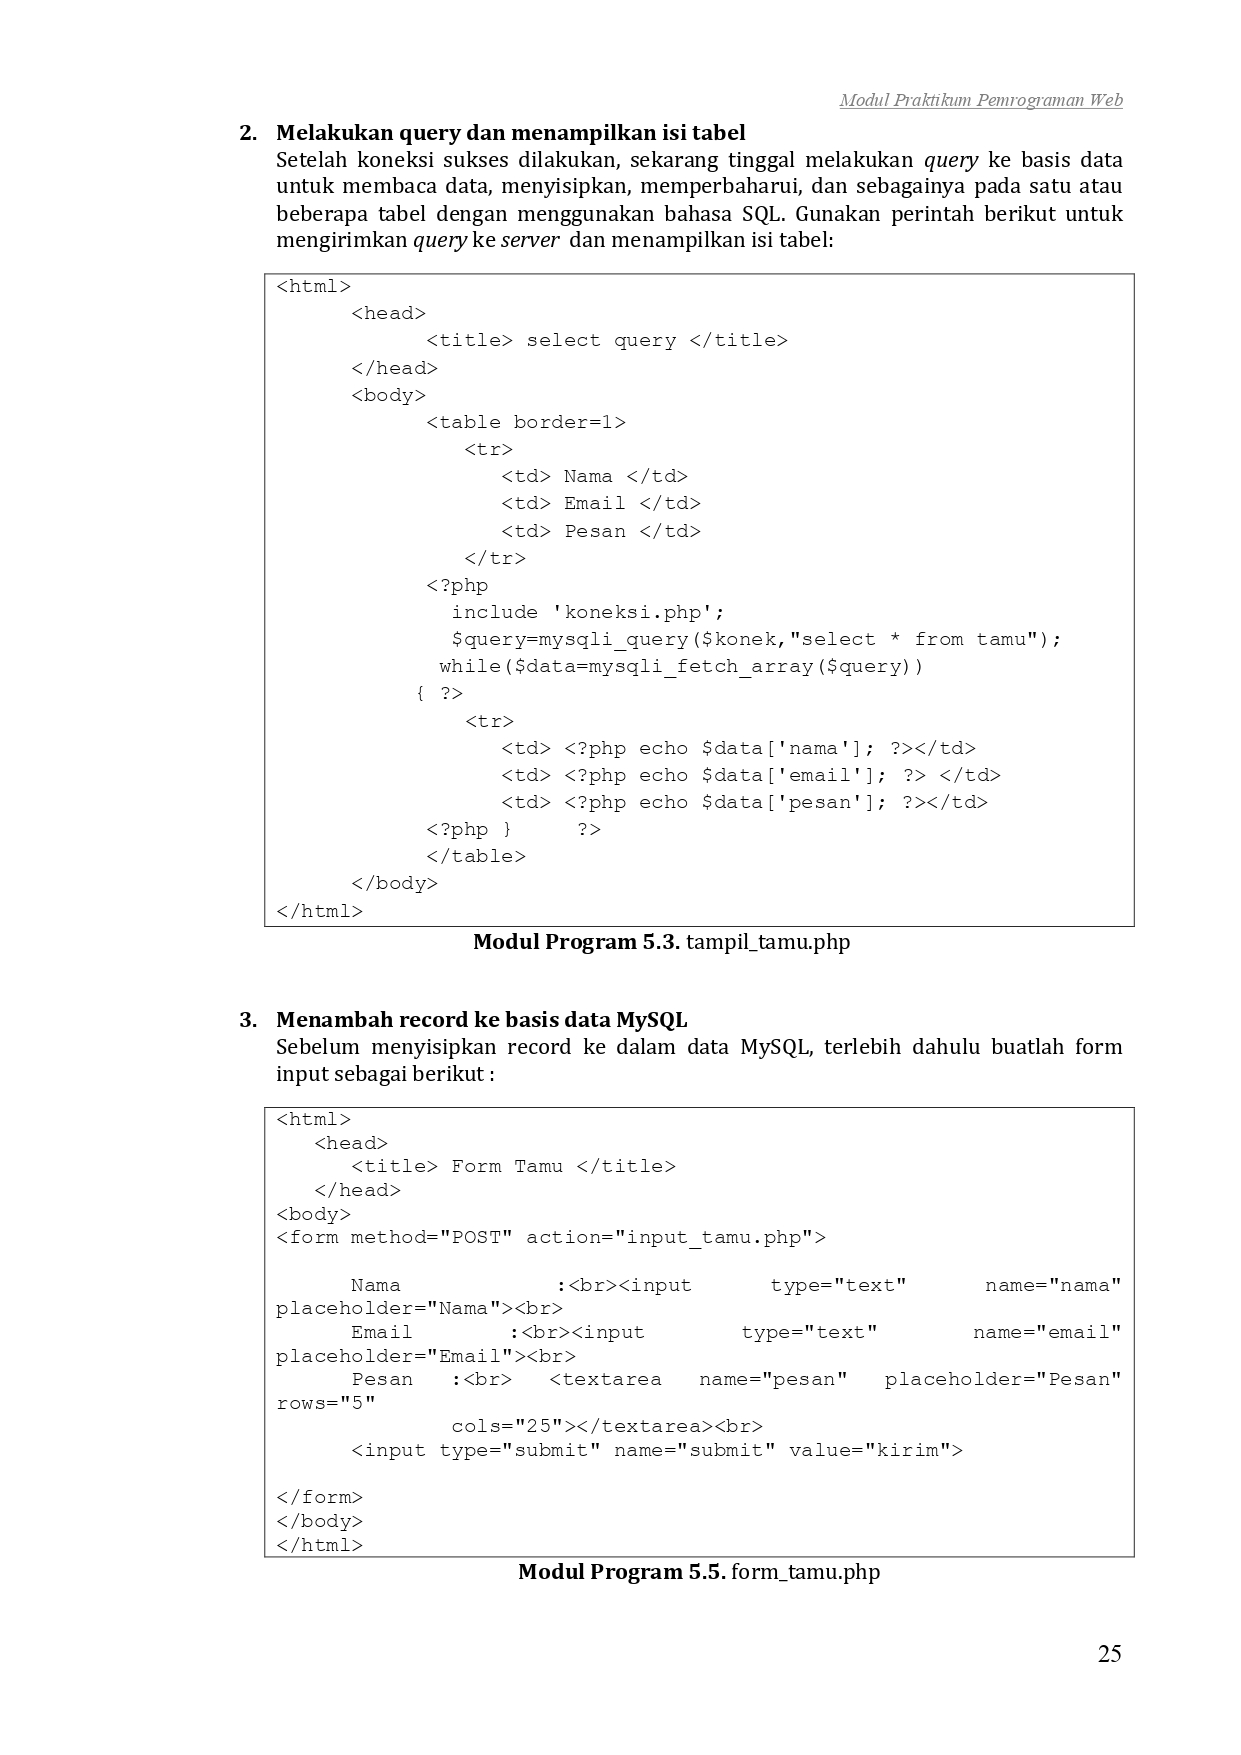 Modul Praktikum Pemrograman Web
2. Melakukan query dan menampilkan isi tabel
Setelah koneksi sukses dilakukan, sekarang tinggal melakukan query ke basis data
untuk membaca data, menyisipkan, memperbaharui, dan sebagainya pada satu atau
beberapa tabel dengan menggunakan bahasa SQL. Gunakan perintah berikut untuk
mengirimkan query ke server dan menampilkan isi tabel:
<html>
<head>
<title> select query </title>
</head>
<body>
<table border=1>
<tr>
<td> Nama </td>
<td> Email </td>
<td> Pesan </td>
</tr>
<?php
include 'koneksi.php';
$query=mysqli_query($konek,"select * from tamu");
while($data=mysqli_fetch_array($query))
{ ?>
<tr>
<td> <?php echo $data['nama']; ?></td>
<td> <?php echo $data['email']; ?> </td>
<td> <?php echo $data['pesan']; ?></td>
<?php } ?>
</table>
</body>
</html>
Modul Program 5.3. tampil_tamu.php
3. Menambah record ke basis data MySQL
Sebelum menyisipkan record ke dalam data MySQL, terlebih dahulu buatlah form
input sebagai berikut :
<html>
<head>
<title> Form Tamu </title>
</head>
<body>
<form method="POST" action="input_tamu.php">
Nama :<br><input type="text" name="nama"
placeholder="Nama"><br>
Email :<br><input type="text" name="email"
placeholder="Email"><br>
Pesan :<br> <textarea name="pesan" placeholder="Pesan"
rows="5"
cols="25"></textarea><br>
<input type="submit" name="submit" value="kirim">
</form>
</body>
</html>
Modul Program 5.5. form_tamu.php
25